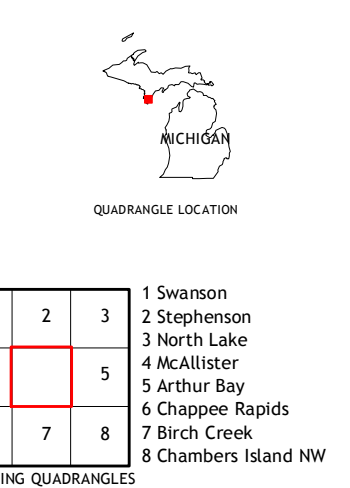 MICHIGAN
QUADRANGLE LOCATION
2 3
5
7 8
1 Swanson
2 Stephenson
3 North Lake
4 McAllister
5 Arthur Bay
6 Chappee Rapids
7 Birch Creek
8 Chambers Island NW
ING QUADRANGLES